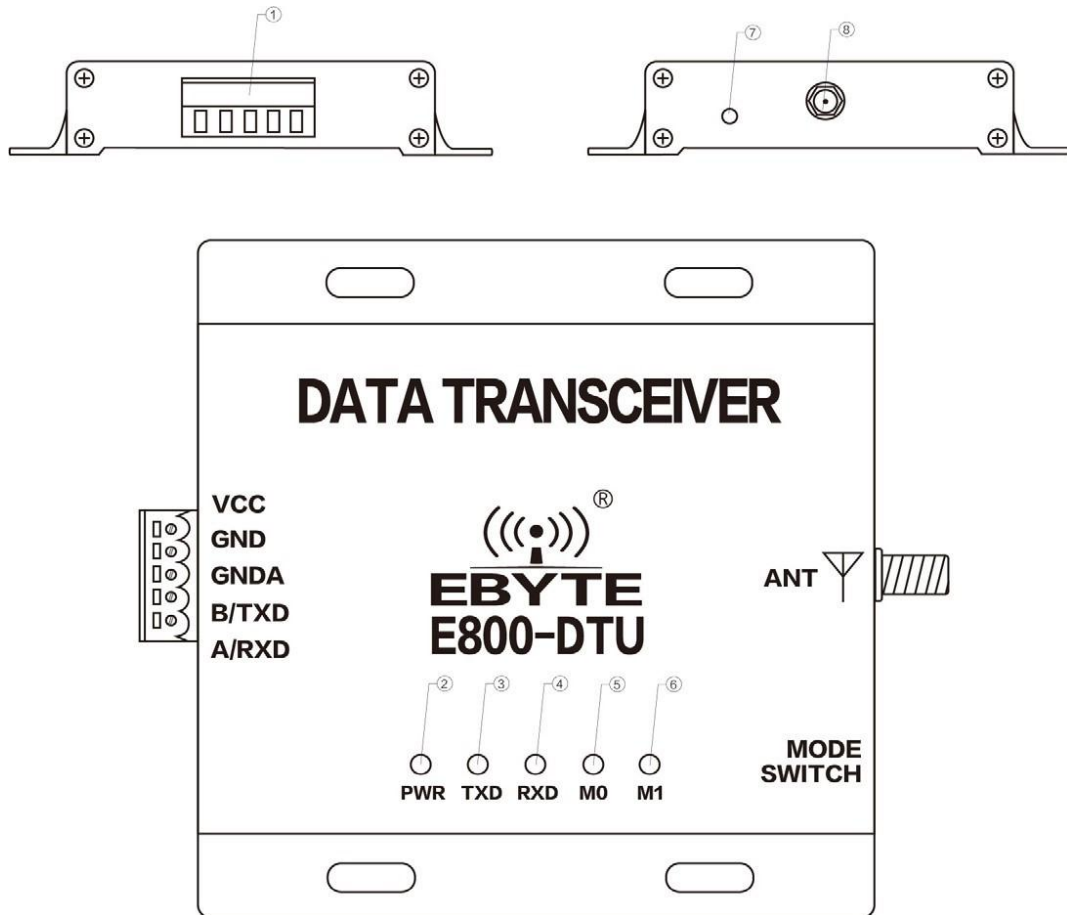 ①
⑦
⑧
DATA TRANSCEIVER
VCC
GND
GNDA
B/TXD
A/RXD
®
EBYTE
E800-DTU
ANT
② ③ ④ ⑤ ⑥
PWR TXD RXD M0 M1
MODE
SWITCH